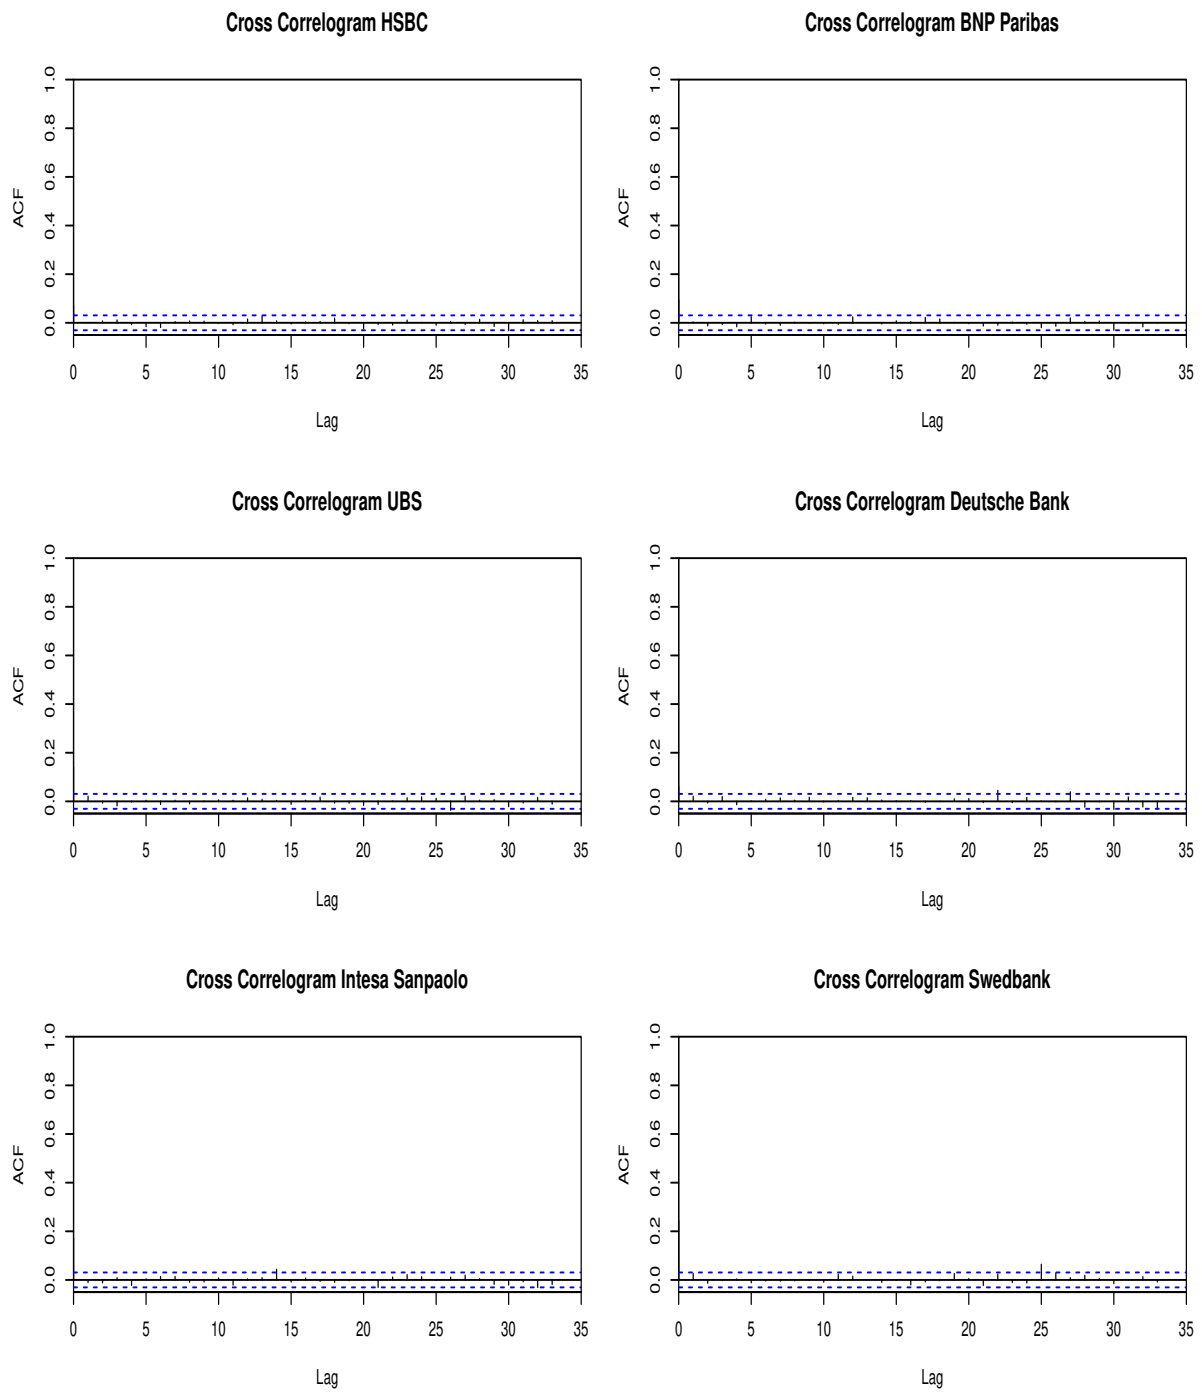 Cross Correlogram HSBC
ACF
1.0
0.8
0.6
0.4
0.2
0.0
0 5 10 15 20 25 30 35
Lag
Cross Correlogram BNP Paribas
ACF
1.0
0.8
0.6
0.4
0.2
0.0
0 5 10 15 20 25 30 35
Lag
Cross Correlogram UBS
ACF
1.0
0.8
0.6
0.4
0.2
0.0
0 5 10 15 20 25 30 35
Lag
Cross Correlogram Deutsche Bank
ACF
1.0
0.8
0.6
0.4
0.2
0.0
0 5 10 15 20 25 30 35
Lag
Cross Correlogram Intesa Sanpaolo
ACF
1.0
0.8
0.6
0.4
0.2
0.0
0 5 10 15 20 25 30 35
Lag
Cross Correlogram Swedbank
ACF
1.0
0.8
0.6
0.4
0.2
0.0
0 5 10 15 20 25 30 35
Lag